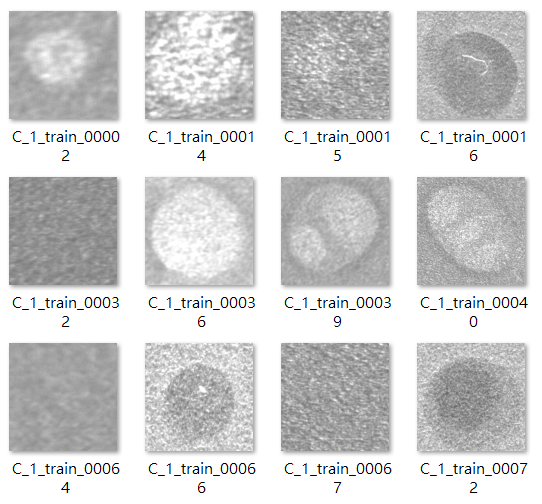 C_1_train_0000
2
C_1_train_0001
4
C_1_train_0001
5
C_1_train_0001
6
C_1_train_0003
2
C_1_train_0003
6
C_1_train_0003
9
C_1_train_0004
0
C_1_train_0006
4
C_1_train_0006
6
C_1_train_0006
7
C_1_train_0007
2